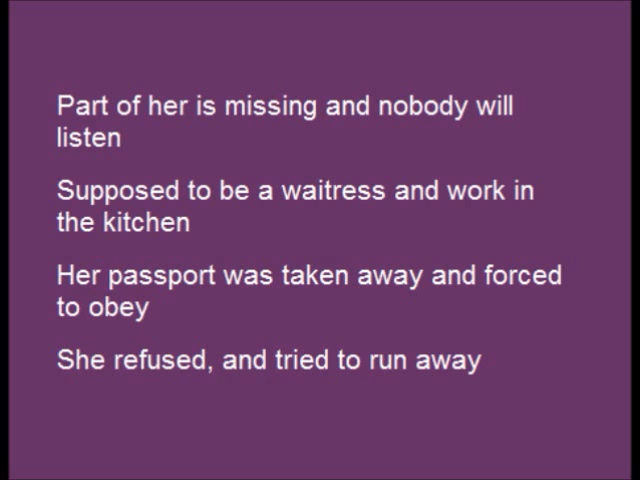 Part of her is missing and nobody will
listen
Supposed to be a waitress and work in
the kitchen
Her passport was taken away and forced
to obey
She refused, and tried to run away